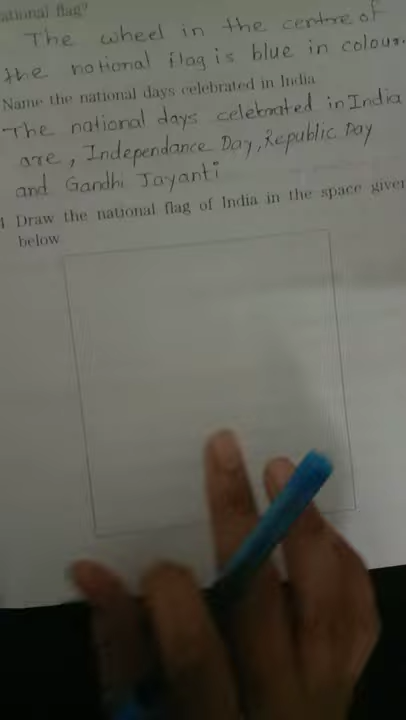 ational flag?
The wheel in the centre of
the notional flag is blue in colour.
Name the national days celebrated in India
The national days celebrated in India
are, Independance Day, Republic Day
and Gandhi Jayanti
Draw the national flag of India in the space given
below